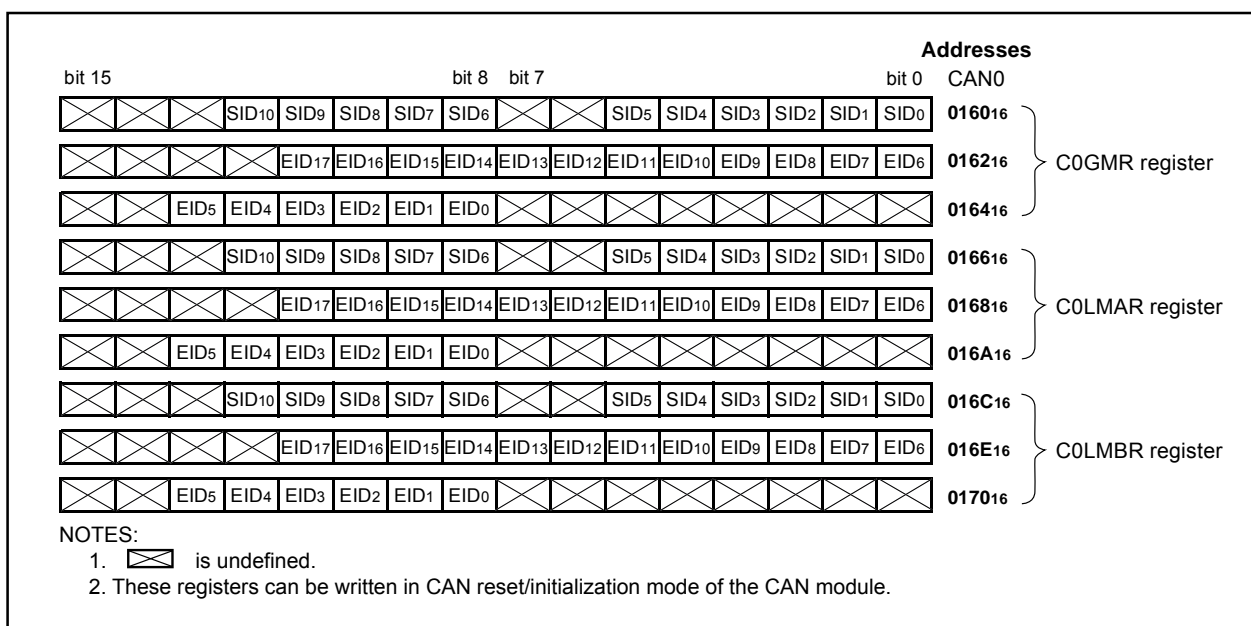 Addresses
bit 15 bit 8 bit 7 bit 0 CAN0
SID10 SID9 SID8 SID7 SID6 SID5 SID4 SID3 SID2 SID1 SID0 016016
EID17 EID16 EID15 EID14 EID13 EID12 EID11 EID10 EID9 EID8 EID7 EID6 016216 C0GMR register
EID5 EID4 EID3 EID2 EID1 EID0 016416
SID10 SID9 SID8 SID7 SID6 SID5 SID4 SID3 SID2 SID1 SID0 016616
EID17 EID16 EID15 EID14 EID13 EID12 EID11 EID10 EID9 EID8 EID7 EID6 016816 C0LMAR register
EID5 EID4 EID3 EID2 EID1 EID0 016A16
SID10 SID9 SID8 SID7 SID6 SID5 SID4 SID3 SID2 SID1 SID0 016C16
EID17 EID16 EID15 EID14 EID13 EID12 EID11 EID10 EID9 EID8 EID7 EID6 016E16 C0LMBR register
EID5 EID4 EID3 EID2 EID1 EID0 017016
NOTES:
1. is undefined.
2. These registers can be written in CAN reset/initialization mode of the CAN module.